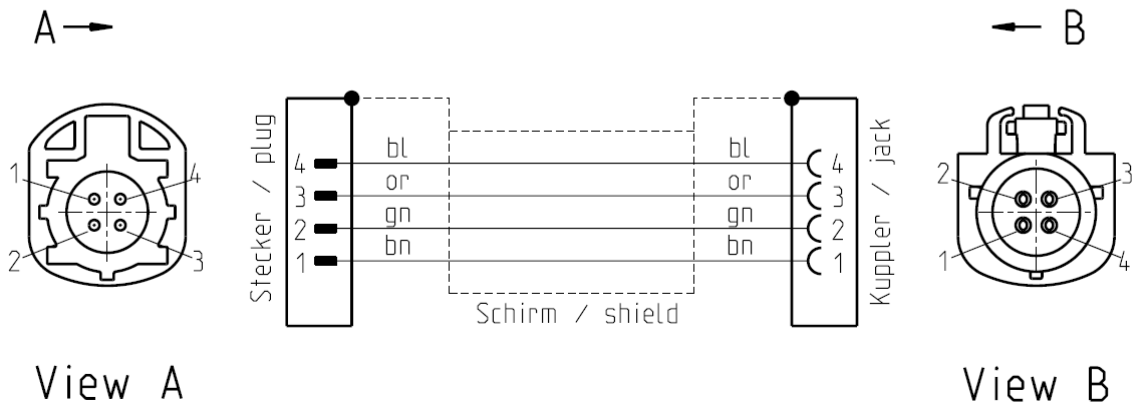 A
B
1
4
2
3
Stecker / plug
4
bl
bl
4
3
or
or
3
2
gn
gn
2
1
bn
bn
1
Schirm / shield
Kuppler / jack
2
3
1
4
View A
View B